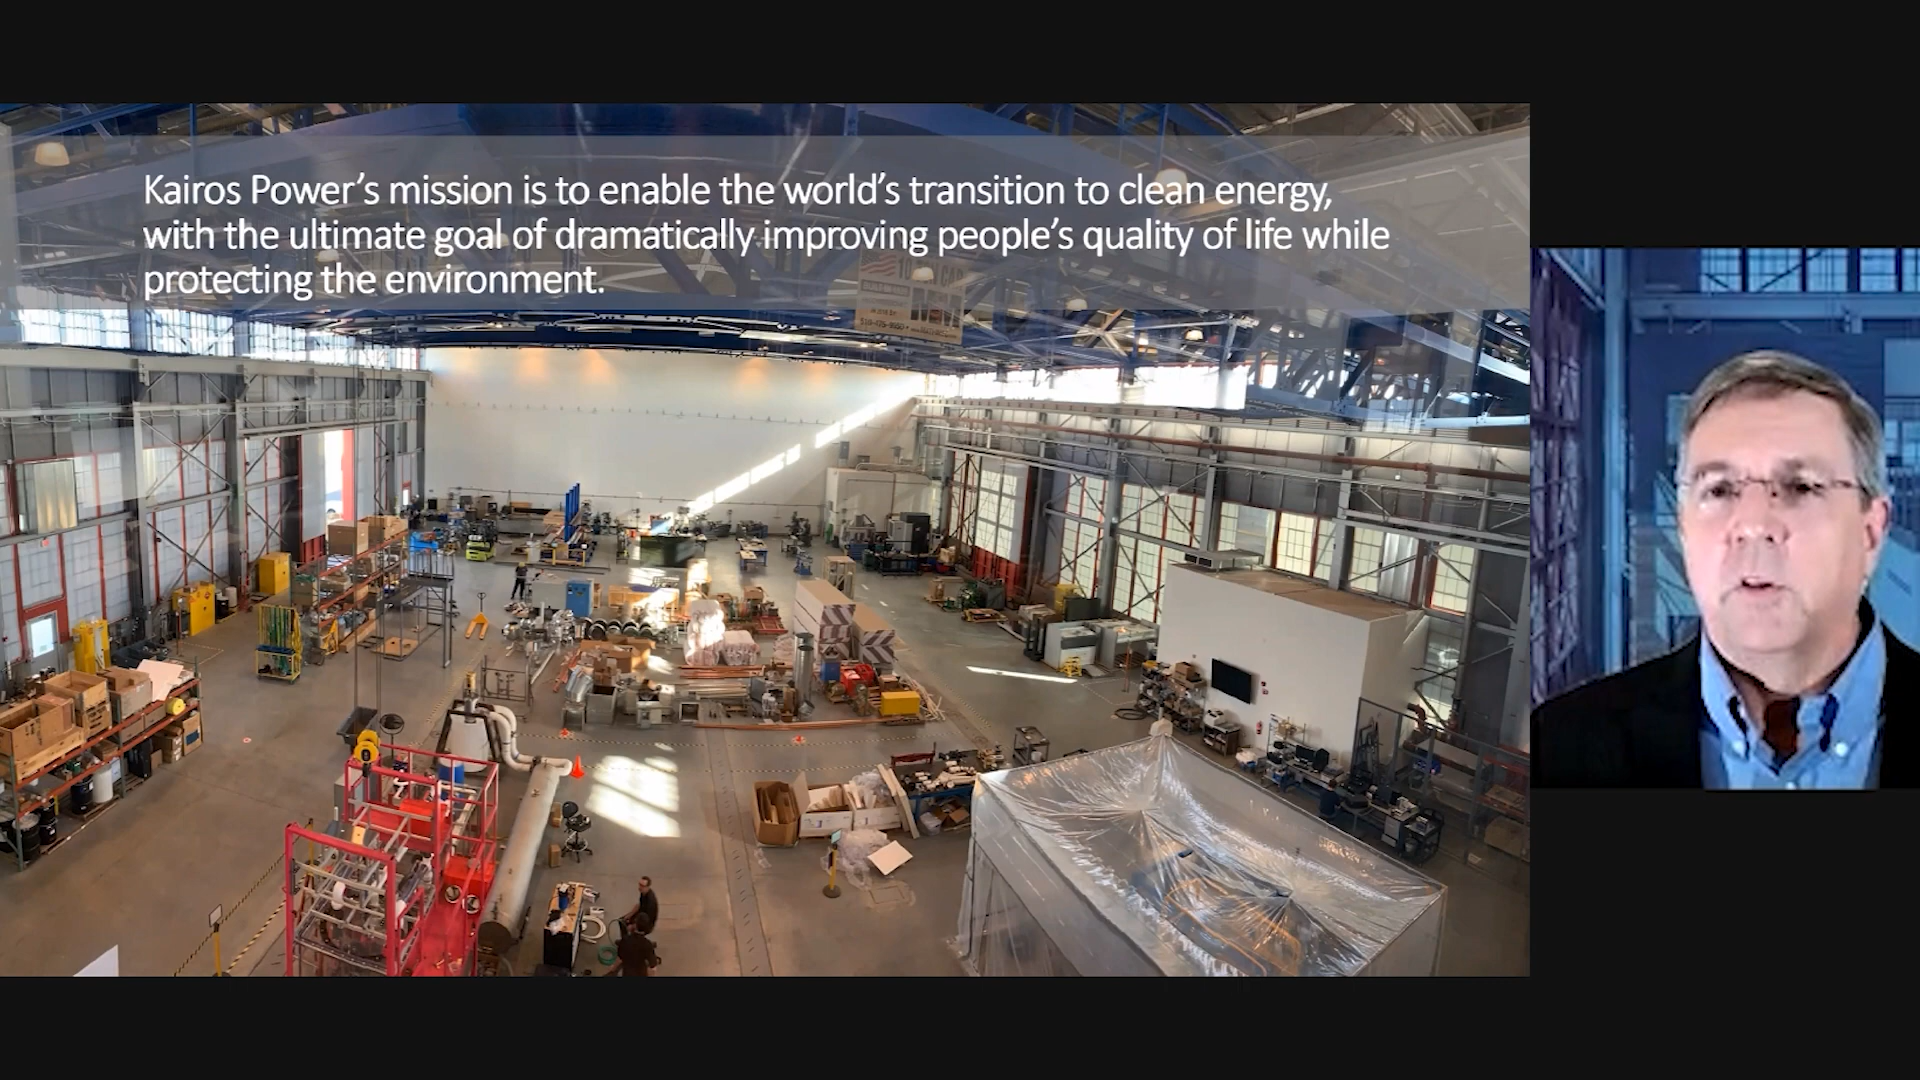 Kairos Power’s mission is to enable the world’s transition to clean energy,
with the ultimate goal of dramatically improving people’s quality of life while
protecting the environment.